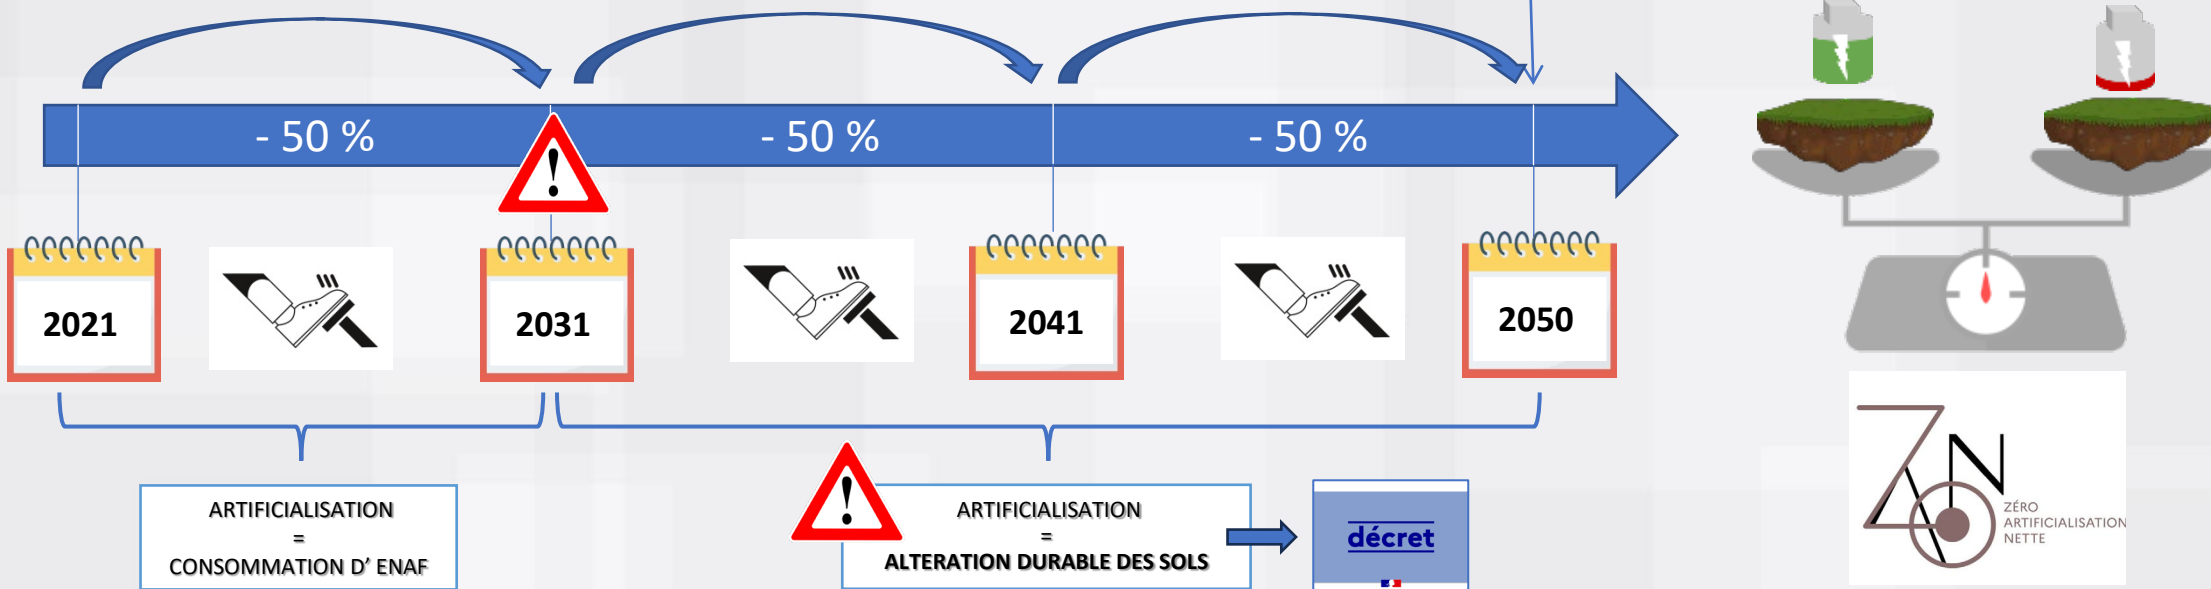 - 50 %
- 50 %
- 50 %
!
2021
2031
2041
2050
ARTIFICIALISATION
=
CONSOMMATION D' ENAF
!
ARTIFICIALISATION
=
ALTERATION DURABLE DES SOLS
décret
ZAN
ZÉRO
ARTIFICIALISATION
NETTE